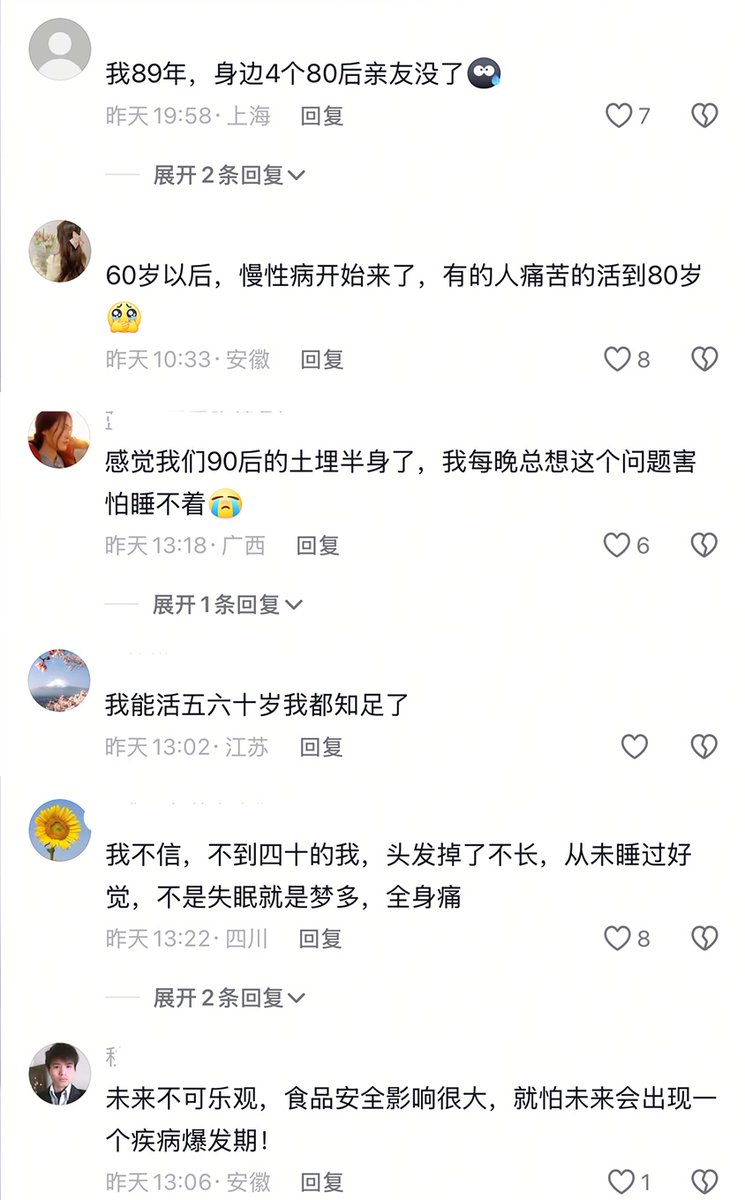 我89年，身边4个80后亲友没了
昨天 19:58 · 上海 回复 7
展开 2 条回复
60岁以后，慢性病开始来了，有的人痛苦的活到80岁
昨天 10:33 · 安徽 回复 8
感觉我们90后的土埋半身了，我每晚总想这个问题害
怕睡不着
昨天 13:18 · 广西 回复 6
展开 1 条回复
我能活五六十岁我都知足了
昨天 13:02 · 江苏 回复
我不信，不到四十的我，头发掉了不长，从未睡过好
觉，不是失眠就是梦多，全身痛
昨天 13:22 · 四川 回复 8
展开 2 条回复
未来不可乐观，食品安全影响很大，就怕未来会出现一
个疾病爆发期！
昨天 13:06 · 安徽 回复 1